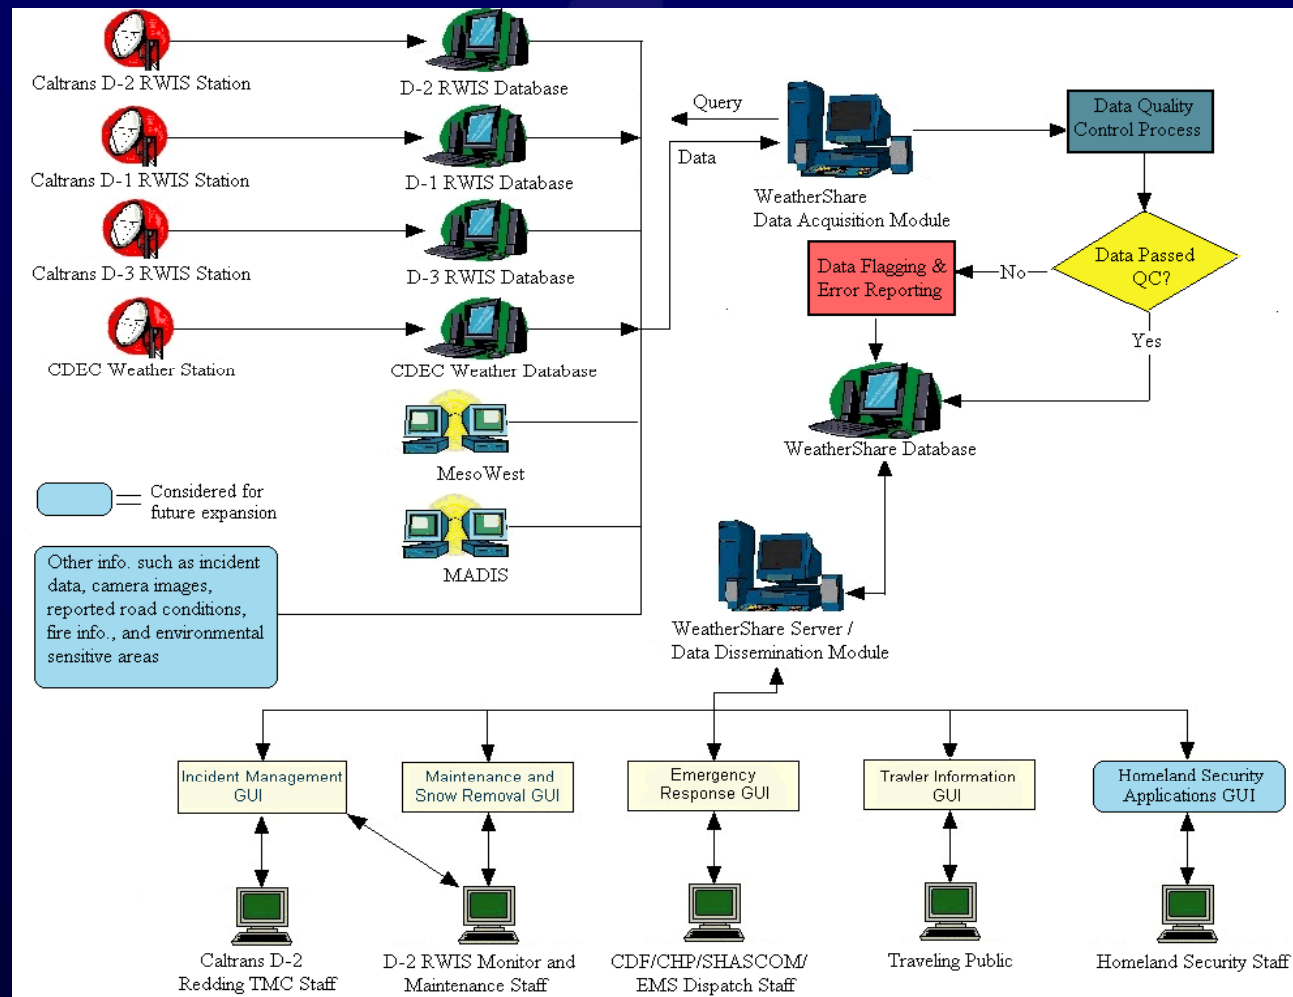 Caltrans D-2 RWIS Station
D-2 RWIS Database
Caltrans D-1 RWIS Station
D-1 RWIS Database
Caltrans D-3 RWIS Station
D-3 RWIS Database
CDEC Weather Station
CDEC Weather Database
MesoWest
MADIS
Considered for
future expansion
Other info. such as incident
data, camera images,
reported road conditions,
fire info., and environmental
sensitive areas
Query
Data
WeatherShare
Data Acquisition Module
Data Quality
Control Process
Data Passed
QC?
No
Yes
Data Flagging &
Error Reporting
WeatherShare Database
WeatherShare Server /
Data Dissemination Module
Incident Management
GUI
Maintenance and
Snow Removal GUI
Emergency
Response GUI
Travler Information
GUI
Homeland Security
Applications GUI
Caltrans D-2
Redding TMC Staff
D-2 RWIS Monitor and
Maintenance Staff
CDF/CHP/SHASCOM/
EMS Dispatch Staff
Traveling Public
Homeland Security Staff